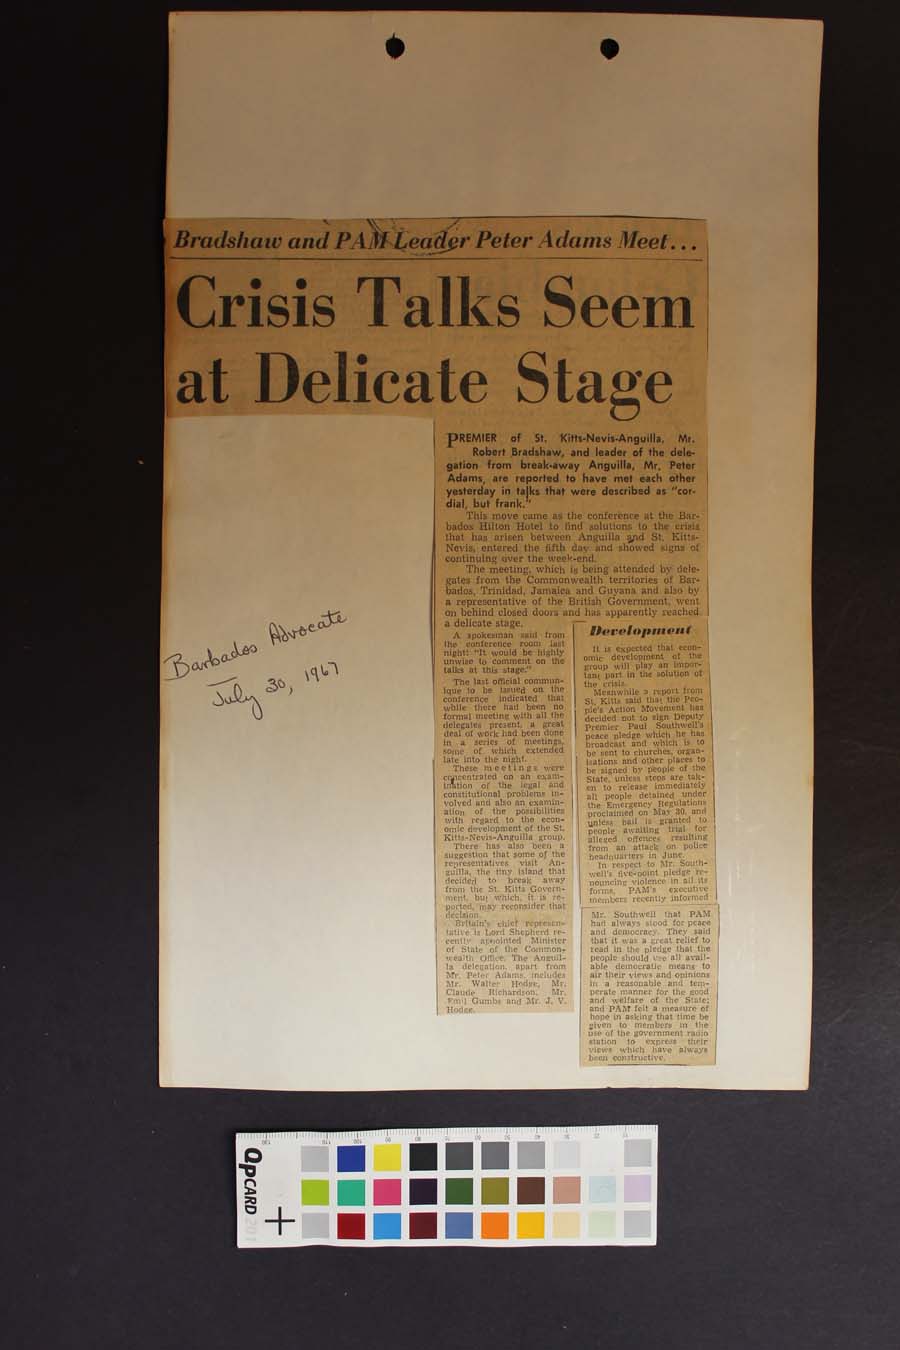 Bradshaw and PAM Leader Peter Adams Meet...
Crisis Talks Seem
at Delicate Stage
PREMIER of St. Kitts-Nevis-Anguilla, Mr.
Robert Bradshaw, and leader of the dele-
gation from break-away Anguilla, Mr. Peter
Adams, are reported to have met each other
yesterday in talks that were described as "cor-
dial, but frank."
This move came as the conference at the Bar-
bados Hilton Hotel to find solutions to the crisis
that has arisen between Anguilla and St. Kitts-
Nevis, entered the fifth day and showed signs of
continuing over the week-end.
The meeting, which is being attended by dele-
gates from the Commonwealth territories of Bar-
bados, Trinidad, Jamaica and Guyana and also by
a representative of the British Government, went
on behind closed doors and has apparently reached
a delicate stage.
A spokesman said from
the conference room last
night: "It would be highly
unwise to comment on the
talks at this stage."
The last official commun-
ique to be issued on the
conference indicated that
while there had been no
formal meeting with all the
delegates present, a great
deal of work had been done
in a series of meetings,
some of which extended
late into the night.
These meetings were
concentrated on an exam-
ination of the legal and
constitutional problems in-
volved and also an examin-
ation of the possibilities
with regard to the econ-
omic development of the St.
Kitts-Nevis-Anguilla group.
There has also been a
suggestion that some of the
representatives visit An-
guilla, the tiny island that
decided to break away
from the St. Kitts Govern-
ment, but which, it is re-
ported, may reconsider that
decision.
Britain's chief represen-
tative is Lord Shepherd re-
cently appointed Minister
of State of the Common-
wealth Office. The Anguil-
la delegation, apart from
Mr. Peter Adams, includes
Mr. Walter Hodge, Mr.
Claude Richardson, Mr.
Emil Gumbs and Mr. J. V.
Hodge.
Development
It is expected that econ-
omic development of the
group will play an impor-
tant part in the solution of
the crisis.
Meanwhile a report from
St. Kitts said that the Peo-
ple's Action Movement has
decided not to sign Deputy
Premier Paul Southwell's
peace pledge which he has
broadcast and which is to
be sent to churches, organ-
isations and other places to
be signed by people of the
State, unless steps are tak-
en to release immediately
all people detained under
the Emergency Regulations
proclaimed on May 30, and
unless bail is granted to
people awaiting trial for
alleged offences resulting
from an attack on police
headquarters in June.
In respect to Mr. South-
well's five-point pledge re-
nouncing violence in all its
forms, PAM's executive
members recently informed
Mr. Southwell that PAM
had always stood for peace
and democracy. They said
that it was a great relief to
read in the pledge that the
people should use all avail-
able democratic means to
air their views and opinions
in a reasonable and tem-
perate manner for the good
and welfare of the State;
and PAM felt a measure of
hope in asking that time be
given to members in the
use of the government radio
station to express their
views which have always
been constructive.
Barbados Advocate
July 30, 1967
QPCARD 201